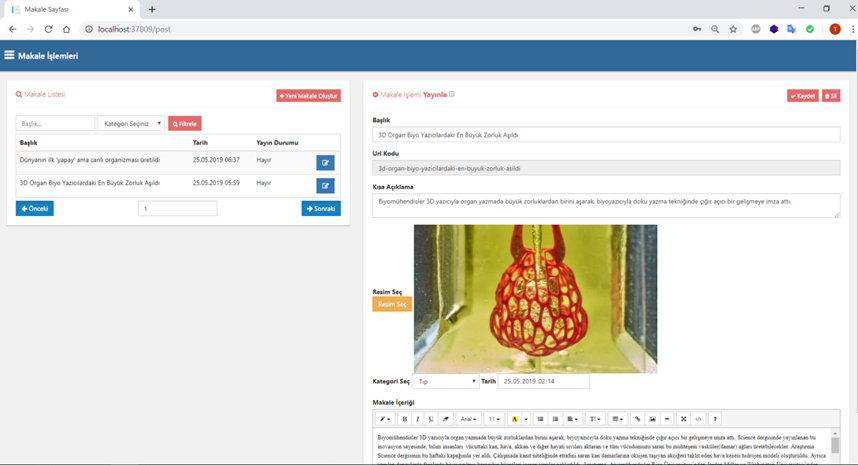 Makale Sayfası
localhost:37809/post
T
Makale İşlemleri
Makale Listesi
Yeni Makale Oluştur
Başlık...
Kategori Seçiniz
Filtrele
Başlık Tarih Yayın Durumu
Dünyanın ilk 'yapay' ama canlı organizması üretildi 25.05.2019 06:37 Hayır
3D Organ Biyo Yazıcılardaki En Büyük Zorluk Aşıldı 25.05.2019 05:59 Hayır
Önceki 1 Sonraki
Makale İşlemi Yayınla
Kaydet Sil
Başlık
3D Organ Biyo Yazıcılardaki En Büyük Zorluk Aşıldı
Url Kodu
3d-organ-biyo-yazicilardaki-en-buyuk-zorluk-asildi
Kısa Açıklama
Biyomühendisler 3D yazıcıyla organ yazmada büyük zorluklardan birini aşarak, biyoyazıcıyla doku yazma tekniğinde çığır açıcı bir gelişmeye imza attı.
Resim Seç
Resim Seç
Kategori Seç Tıp Tarih 25.05.2019 02:14
Makale İçeriği
B I U Arial 11 A T
Biyomühendisler 3D yazıcıyla organ yazmada büyük zorluklardan birini aşarak, biyoyazıcıyla doku yazma tekniğinde çığır açıcı bir gelişmeye imza attı. Science dergisinde yayınlanan bu
inovasyon sayesinde, bilim insanları vücuttaki kan, hava, akkan ve diğer hayati sıvıları aktaran ve tüm vücudumuzu saran bu muhteşem vasküler(damar) ağları üretebilecekler. Araştırma
Science dergisinin bu haftaki kapağında yer aldı. Çalışmada kanıt niteliğinde etrafını saran kan damarlarına oksijen taşıyan akciğeri taklit eden hava kesesi hidrojen modeli oluşturuldu. Ayrıca